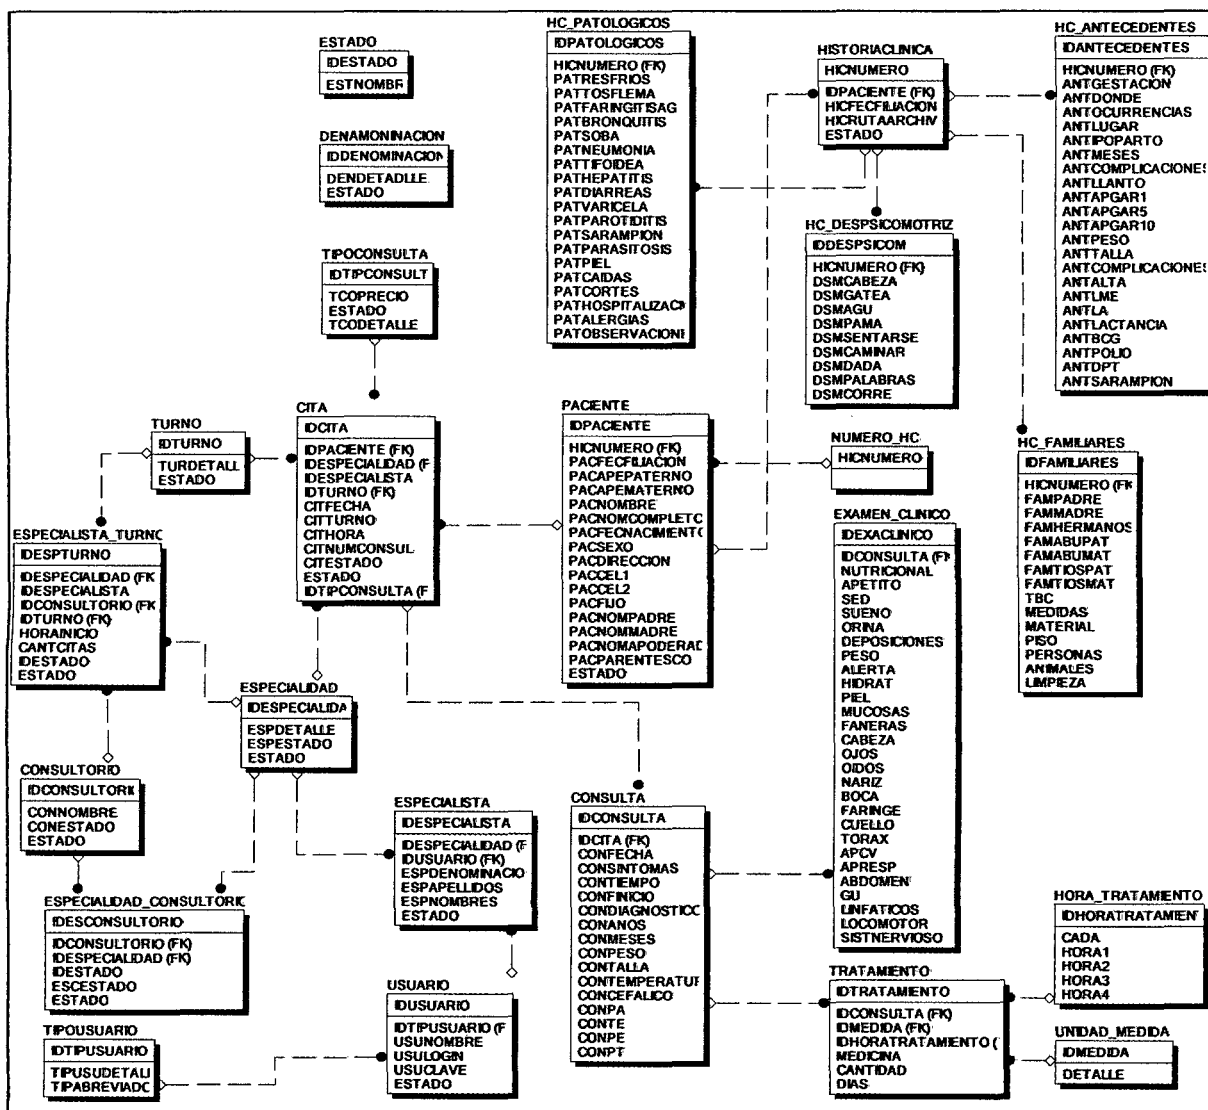 ESTADO
IDESTADO
ESTNOMBR
DENAMONINACION
IDDENOMINACION
DENDETADLLE
ESTADO
TIPOCONSULTA
IDTIPCONSULT
TCOPRECIO
ESTADO
TCODETALLE
HC_PATOLOGICOS
IDPATOLOGICOS
HICNUMERO (FK)
PATRESFRIOS
PATTOSFLEMA
PATFARINGITISAG
PATBRONQUITIS
PATSOBA
PATNEUMONIA
PATTIFOIDEA
PATHEPATITIS
PATDIARREAS
PATVARICELA
PATPAROTIDITIS
PATSARAMPION
PATPARASITOSIS
PATPIEL
PATCAIDAS
PATCORTES
PATHOSPITALIZACI
PATALERGIAS
PATOBSERVACIONE
HISTORIACLINICA
HICNUMERO
IDPACIENTE (FK)
HICFECFILIACION
HICRUTAARCHIV
ESTADO
HC_ANTECEDENTES
IDANTECEDENTES
HICNUMERO (FK)
ANTGESTACION
ANTDONDE
ANTOCURRENCIAS
ANTLUGAR
ANTIPOPARTO
ANTMESES
ANTCOMPLICACIONES
ANTLLANTO
ANTAPGAR1
ANTAPGAR5
ANTAPGAR10
ANTPESO
ANTTALLA
ANTCOMPLICACIONES
ANTALTA
ANTLME
ANTLA
ANTLACTANCIA
ANTBCG
ANTPOLIO
ANTDPT
ANTSARAMPION
HC_DESPSICOMOTRIZ
IDDESPSICOM
HICNUMERO (FK)
DSMCABEZA
DSMGATEA
DSMAGU
DSMPAMA
DSMSENTARSE
DSMCAMINAR
DSMDADA
DSMPALABRAS
DSMCORRE
TURNO
IDTURNO
TURDETALL
ESTADO
CITA
IDCITA
IDPACIENTE (FK)
IDESPECIALIDAD (F
IDESPECIALISTA
IDTURNO (FK)
CITFECHA
CITTURNO
CITHORA
CITNUMCONSUL
CITESTADO
ESTADO
IDTIPCONSULTA (F
PACIENTE
IDPACIENTE
HICNUMERO (FK)
PACFECFILIACION
PACAPEPATERNO
PACAPEMATERNO
PACNOMBRE
PACNOMCOMPLETO
PACFECNACIMIENTO
PACSEXO
PACDIRECCION
PACCEL1
PACCEL2
PACFIJO
PACNOMPADRE
PACNOMMADRE
PACNOMAPODERAD
PACPARENTESCO
ESTADO
NUMERO_HC
HICNUMERO
HC_FAMILIARES
IDFAMILIARES
HICNUMERO (FK
FAMPADRE
FAMMADRE
FAMHERMANOS
FAMABUPAT
FAMABUMAT
FAMTIOSPAT
FAMTIOSMAT
TBC
MEDIDAS
MATERIAL
PISO
PERSONAS
ANIMALES
LIMPIEZA
ESPECIALISTA_TURNO
IDESPTURNO
IDESPECIALIDAD (FK
IDESPECIALISTA
IDCONSULTORIO (FK
IDTURNO (FK)
HORAINICIO
CANTCITAS
IDESTADO
ESTADO
EXAMEN_CLINICO
IDEXACLINICO
IDCONSULTA (FK
NUTRICIONAL
APETITO
SED
SUENO
ORINA
DEPOSICIONES
PESO
ALERTA
HIDRAT
PIEL
MUCOSAS
FANERAS
CABEZA
OJOS
OIDOS
NARIZ
BOCA
FARINGE
CUELLO
TORAX
APCV
APRESP
ABDOMEN
GU
LINFATICOS
LOCOMOTOR
SISTNERVIOSO
ESPECIALIDAD
IDESPECIALIDA
ESPDETALLE
ESPESTADO
ESTADO
CONSULTORIO
IDCONSULTORI
CONNOMBRE
CONESTADO
ESTADO
ESPECIALISTA
IDESPECIALISTA
IDESPECIALIDAD (F
IDUSUARIO (FK)
ESPDENOMINACIO
ESPAPELLIDOS
ESPNOMBRES
ESTADO
CONSULTA
IDCONSULTA
IDCITA (FK)
CONFECHA
CONSINTOMAS
CONTIEMPO
CONFINICIO
CONDIAGNOSTICO
CONANOS
CONMESES
CONPESO
CONTALLA
CONTEMPERATUR
CONCEFALICO
CONPA
CONTE
CONPE
CONPT
ESPECIALIDAD_CONSULTORIO
IDESCONSULTORIO
IDCONSULTORIO (FK)
IDESPECIALIDAD (FK)
IDESTADO
ESCESTADO
ESTADO
HORA_TRATAMIENTO
IDHORATRATAMIEN
CADA
HORA1
HORA2
HORA3
HORA4
TRATAMIENTO
IDTRATAMIENTO
IDCONSULTA (FK)
IDMEDIDA (FK)
IDHORATRATAMIENTO (
MEDICINA
CANTIDAD
DIAS
USUARIO
IDUSUARIO
IDTIPUSUARIO (F
USUNOMBRE
USULOGIN
USUCLAVE
ESTADO
TIPOUSUARIO
IDTIPUSUARIO
TIPUSUDETALI
TIPABREVIADO
UNIDAD_MEDIDA
IDMEDIDA
DETALLE